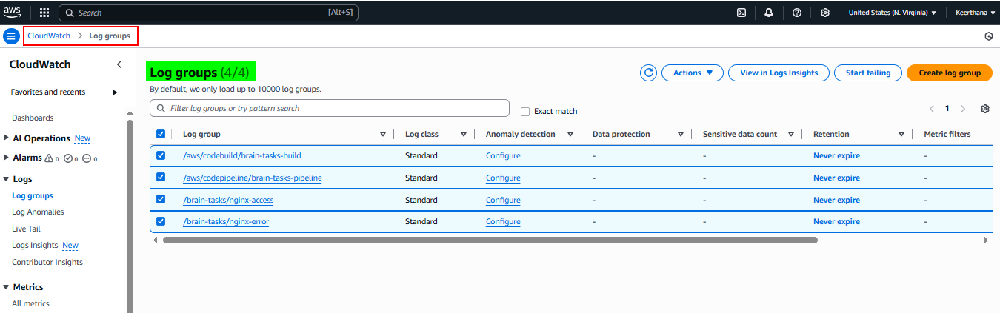 aws Search [Alt+S] United States (N. Virginia) ▼ Keerthana ▼
CloudWatch > Log groups
CloudWatch
Favorites and recents
Dashboards
AI Operations New
Alarms 0 0 0
Logs
Log groups
Log Anomalies
Live Tail
Logs Insights New
Contributor Insights
Metrics
All metrics
Log groups (4/4)
Actions ▼ View in Logs Insights Start tailing Create log group
By default, we only load up to 10000 log groups.
Filter log groups or try pattern search Exact match 1
Log group Log class Anomaly detection Data protection Sensitive data count Retention Metric filters
/aws/codebuild/brain-tasks-build Standard Configure - - Never expire -
/aws/codepipeline/brain-tasks-pipeline Standard Configure - - Never expire -
/brain-tasks/nginx-access Standard Configure - - Never expire -
/brain-tasks/nginx-error Standard Configure - - Never expire -